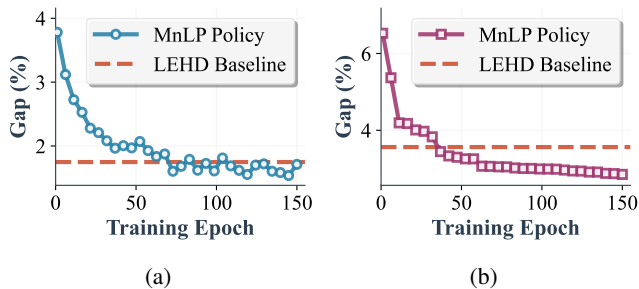 4
3
2
Gap (%)
MnLP Policy
LEHD Baseline
0
50
100
150
Training Epoch
(a)
6
4
Gap (%)
MnLP Policy
LEHD Baseline
0
50
100
150
Training Epoch
(b)